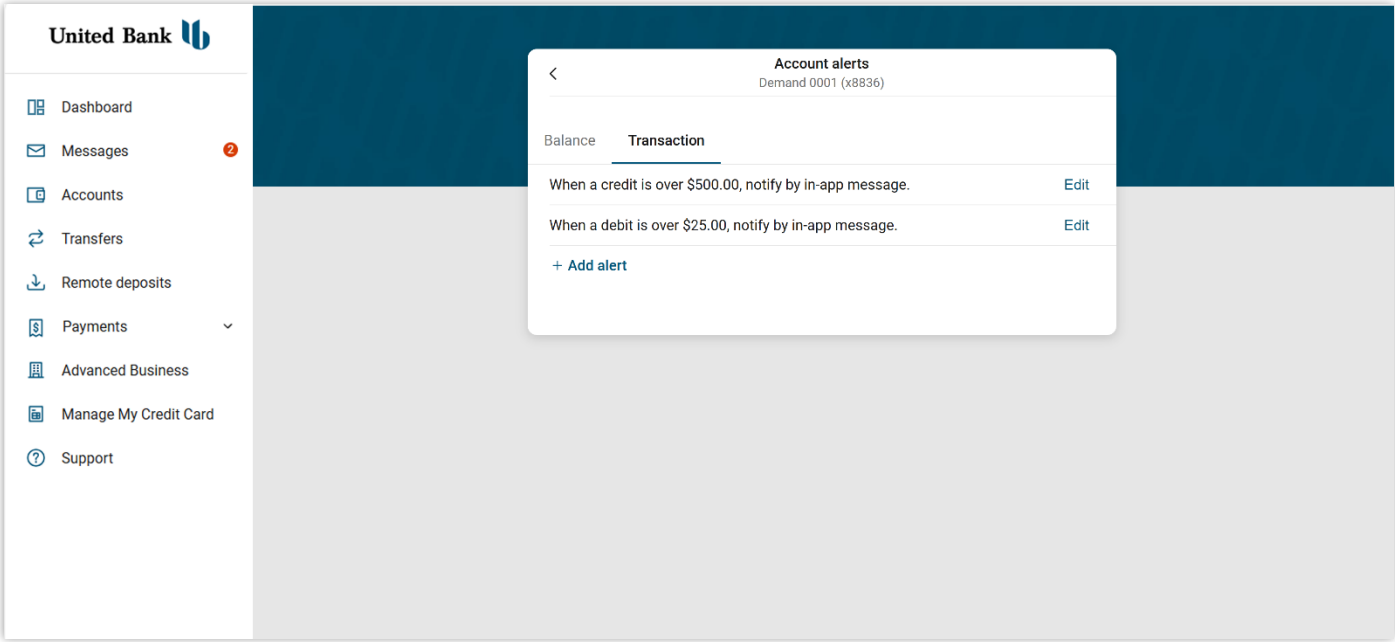 United Bank
Dashboard
Messages 2
Accounts
Transfers
Remote deposits
Payments
Advanced Business
Manage My Credit Card
Support
Account alerts
Demand 0001 (x8836)
Balance Transaction
When a credit is over $500.00, notify by in-app message. Edit
When a debit is over $25.00, notify by in-app message. Edit
+ Add alert